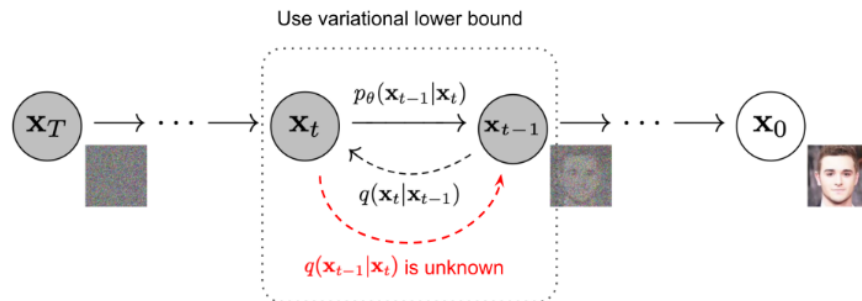 Use variational lower bound
x_T → ⋯ → x_t p_θ(x_{t−1}|x_t) → x_{t−1} → ⋯ → x_0
q(x_t|x_{t−1})
q(x_{t−1}|x_t) is unknown